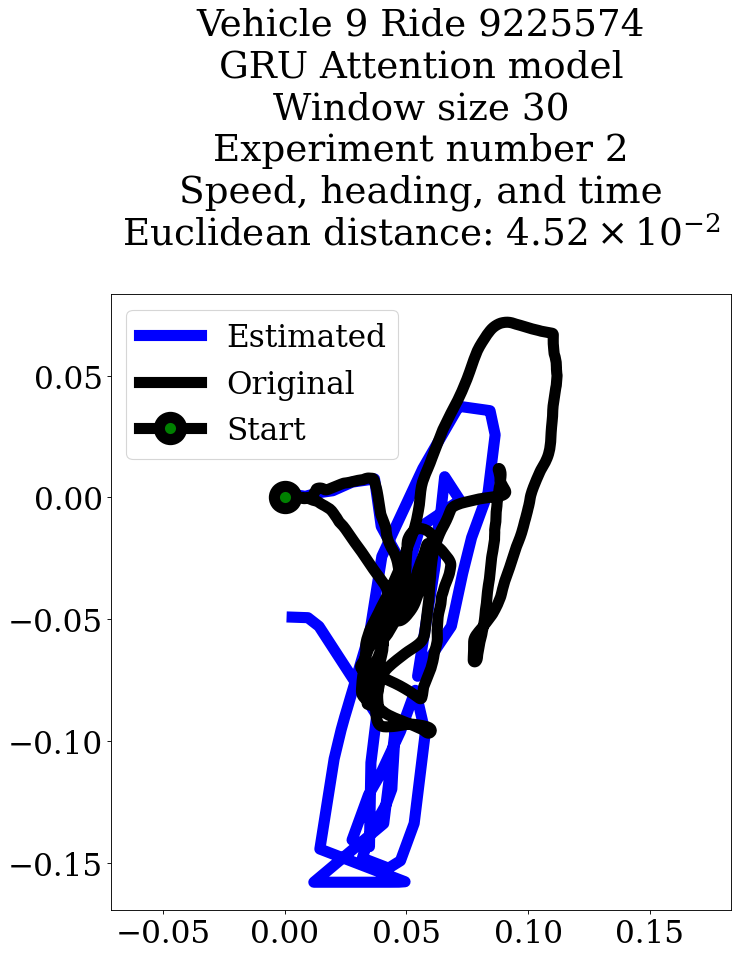 Vehicle 9 Ride 9225574
GRU Attention model
Window size 30
Experiment number 2
Speed, heading, and time
Euclidean distance: 4.52 × 10⁻²
Estimated
Original
Start
0.05
0.00
−0.05
−0.10
−0.15
−0.05 0.00 0.05 0.10 0.15